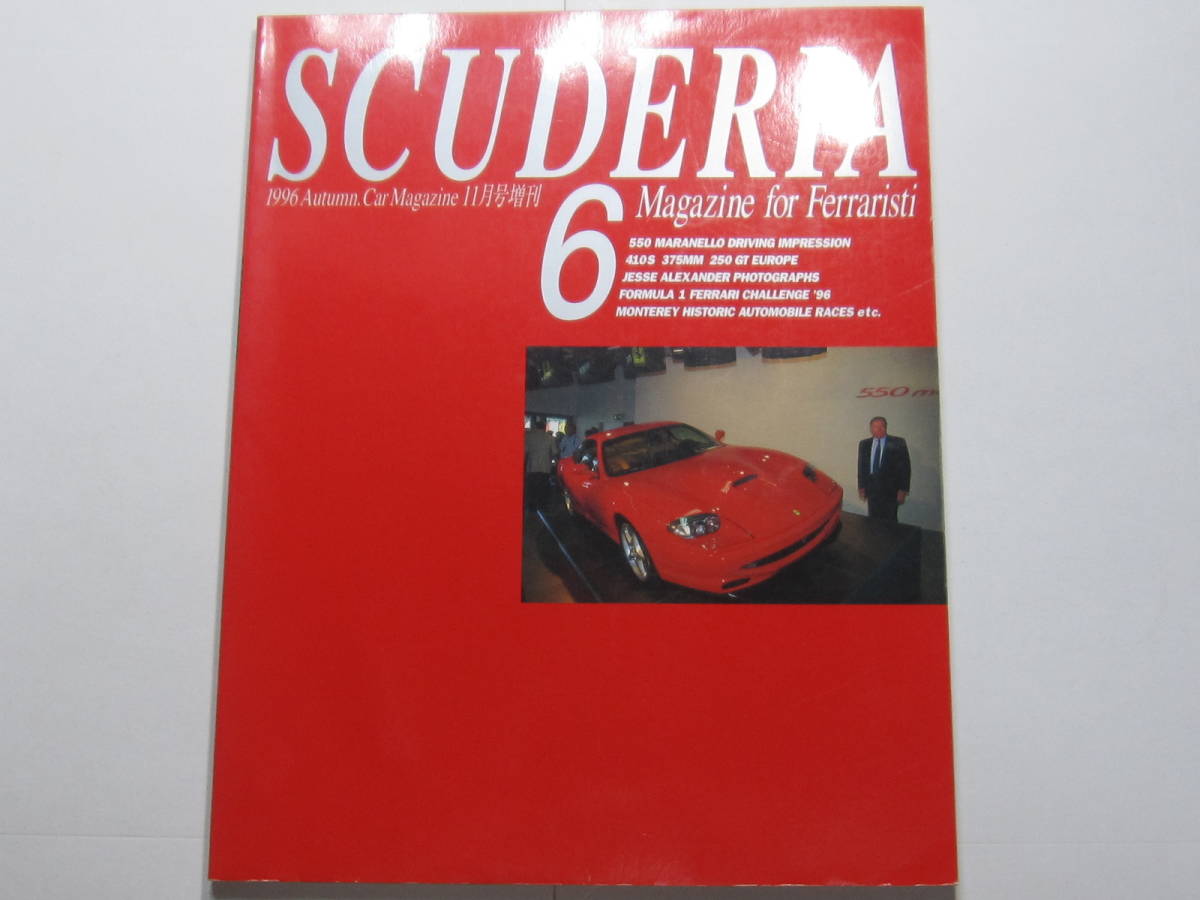 SCUDERIA
1996 Autumn. Car Magazine 11月号増刊
6
Magazine for Ferraristi
550 MARANELLO DRIVING IMPRESSION
410S 375MM 250 GT EUROPE
JESSE ALEXANDER PHOTOGRAPHS
FORMULA 1 FERRARI CHALLENGE '96
MONTEREY HISTORIC AUTOMOBILE RACES etc.
550 m